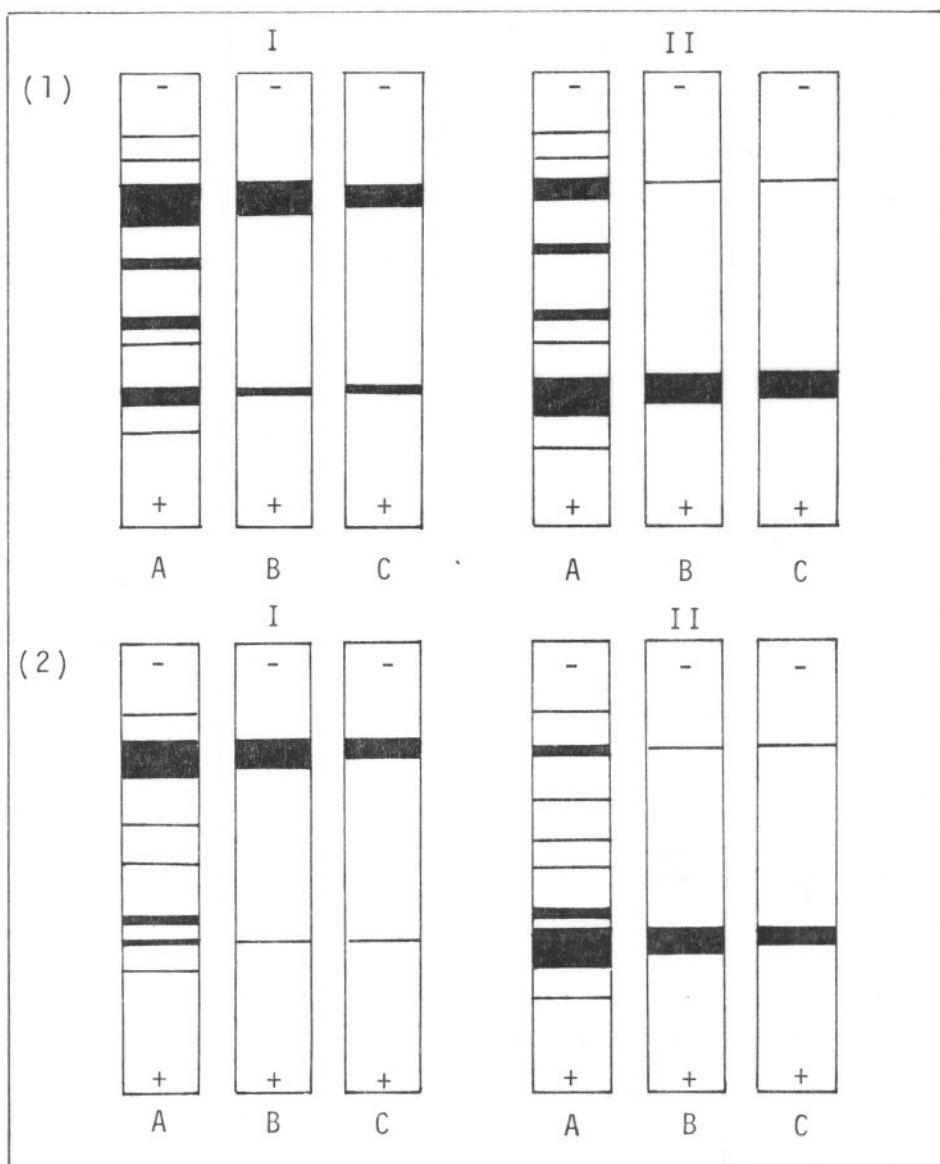 I II
(1) - - - - - -
+ + + + + +
A B C A B C
I II
(2) - - - - - -
+ + + + + +
A B C A B C